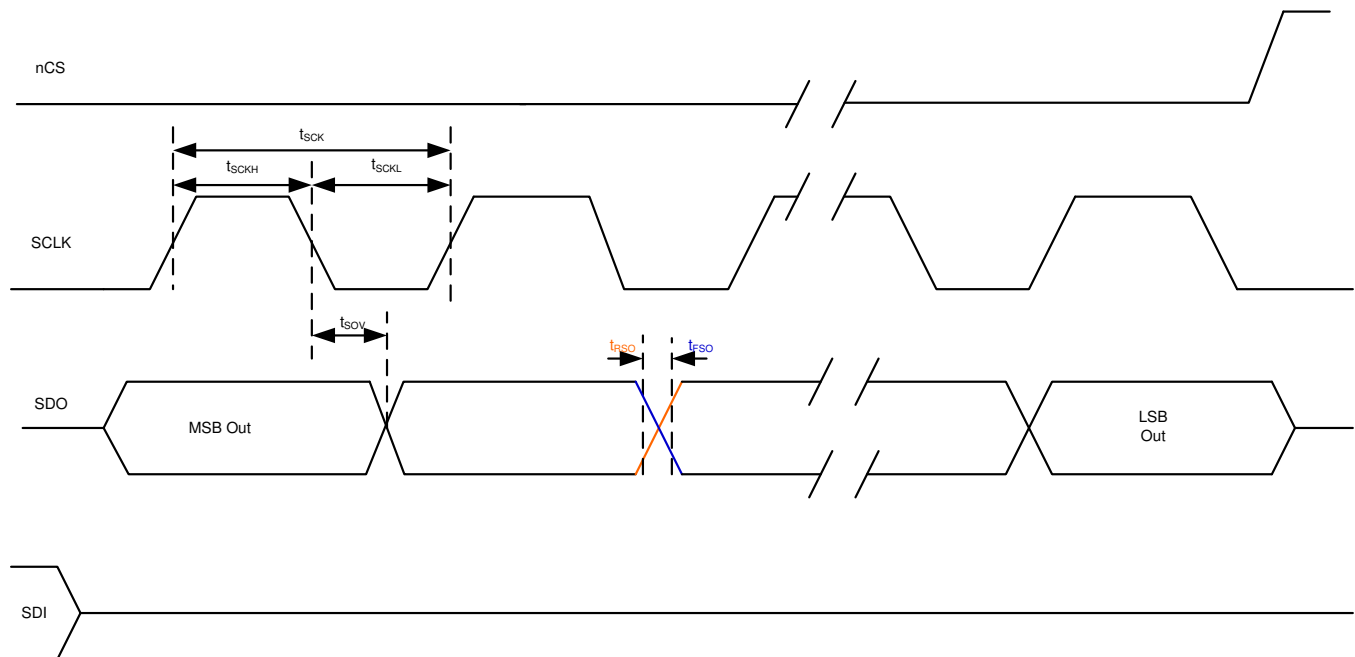 nCS
tSCK
tSCKH
tSCKL
SCLK
tSOV
tRSO
tFSO
SDO
MSB Out
LSB
Out
SDI